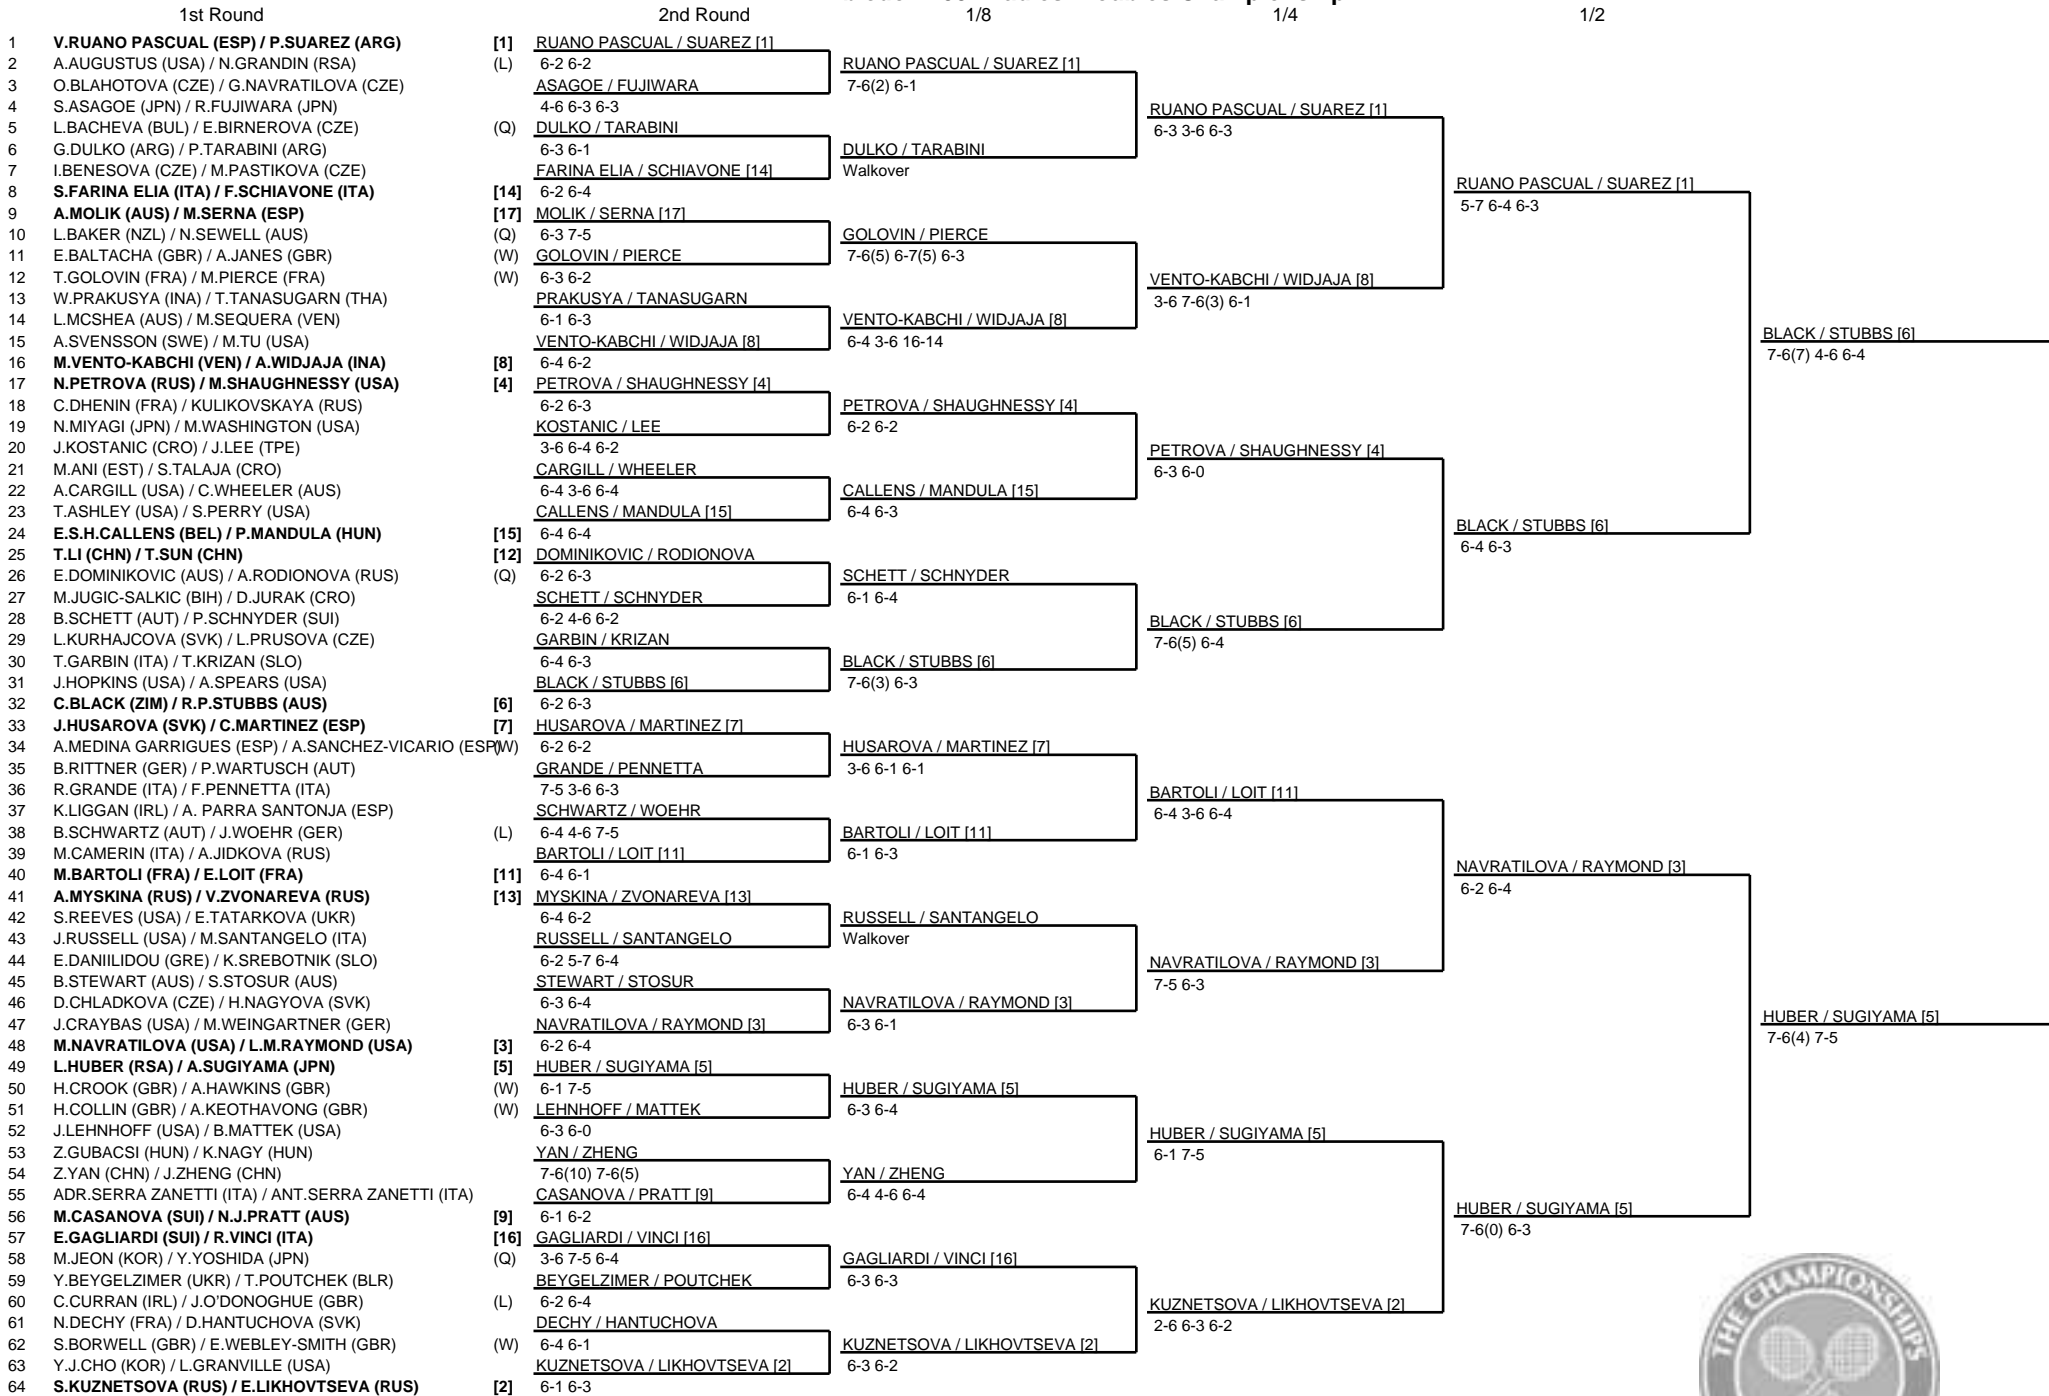 1st Round 2nd Round 1/8 1/4 1/2
1 V.RUANO PASCUAL (ESP) / P.SUAREZ (ARG) [1] RUANO PASCUAL / SUAREZ [1]
2 A.AUGUSTUS (USA) / N.GRANDIN (RSA) (L) 6-2 6-2 RUANO PASCUAL / SUAREZ [1]
3 O.BLAHOTOVA (CZE) / G.NAVRATILOVA (CZE) ASAGOE / FUJIWARA 7-6(2) 6-1
4 S.ASAGOE (JPN) / R.FUJIWARA (JPN) 4-6 6-3 6-3 RUANO PASCUAL / SUAREZ [1]
5 L.BACHEVA (BUL) / E.BIRNEROVA (CZE) (Q) DULKO / TARABINI 6-3 3-6 6-3
6 G.DULKO (ARG) / P.TARABINI (ARG) 6-3 6-1 DULKO / TARABINI
7 I.BENESOVA (CZE) / M.PASTIKOVA (CZE) FARINA ELIA / SCHIAVONE [14] Walkover
8 S.FARINA ELIA (ITA) / F.SCHIAVONE (ITA) [14] 6-2 6-4 RUANO PASCUAL / SUAREZ [1]
9 A.MOLIK (AUS) / M.SERNA (ESP) [17] MOLIK / SERNA [17] 5-7 6-4 6-3
10 L.BAKER (NZL) / N.SEWELL (AUS) (Q) 6-3 7-5 GOLOVIN / PIERCE
11 E.BALTACHA (GBR) / A.JANES (GBR) (W) GOLOVIN / PIERCE 7-6(5) 6-7(5) 6-3
12 T.GOLOVIN (FRA) / M.PIERCE (FRA) (W) 6-3 6-2 VENTO-KABCHI / WIDJAJA [8]
13 W.PRAKUSYA (INA) / T.TANASUGARN (THA) PRAKUSYA / TANASUGARN 3-6 7-6(3) 6-1
14 L.MCSHEA (AUS) / M.SEQUERA (VEN) 6-1 6-3 VENTO-KABCHI / WIDJAJA [8]
15 A.SVENSSON (SWE) / M.TU (USA) VENTO-KABCHI / WIDJAJA [8] 6-4 3-6 16-14 BLACK / STUBBS [6]
16 M.VENTO-KABCHI (VEN) / A.WIDJAJA (INA) [8] 6-4 6-2 7-6(7) 4-6 6-4
17 N.PETROVA (RUS) / M.SHAUGHNESSY (USA) [4] PETROVA / SHAUGHNESSY [4]
18 C.DHENIN (FRA) / KULIKOVSKAYA (RUS) 6-2 6-3 PETROVA / SHAUGHNESSY [4]
19 N.MIYAGI (JPN) / M.WASHINGTON (USA) KOSTANIC / LEE 6-2 6-2
20 J.KOSTANIC (CRO) / J.LEE (TPE) 3-6 6-4 6-2 PETROVA / SHAUGHNESSY [4]
21 M.ANI (EST) / S.TALAJA (CRO) CARGILL / WHEELER 6-3 6-0
22 A.CARGILL (USA) / C.WHEELER (AUS) 6-4 3-6 6-4 CALLENS / MANDULA [15]
23 T.ASHLEY (USA) / S.PERRY (USA) CALLENS / MANDULA [15] 6-4 6-3
24 E.S.H.CALLENS (BEL) / P.MANDULA (HUN) [15] 6-4 6-4 BLACK / STUBBS [6]
25 T.LI (CHN) / T.SUN (CHN) [12] DOMINIKOVIC / RODIONOVA 6-4 6-3
26 E.DOMINIKOVIC (AUS) / A.RODIONOVA (RUS) (Q) 6-2 6-3 SCHETT / SCHNYDER
27 M.JUGIC-SALKIC (BIH) / D.JURAK (CRO) SCHETT / SCHNYDER 6-1 6-4
28 B.SCHETT (AUT) / P.SCHNYDER (SUI) 6-2 4-6 6-2 BLACK / STUBBS [6]
29 L.KURHAJCOVA (SVK) / L.PRUSOVA (CZE) GARBIN / KRIZAN 7-6(5) 6-4
30 T.GARBIN (ITA) / T.KRIZAN (SLO) 6-4 6-3 BLACK / STUBBS [6]
31 J.HOPKINS (USA) / A.SPEARS (USA) BLACK / STUBBS [6] 7-6(3) 6-3
32 C.BLACK (ZIM) / R.P.STUBBS (AUS) [6] 6-2 6-3
33 J.HUSAROVA (SVK) / C.MARTINEZ (ESP) [7] HUSAROVA / MARTINEZ [7]
34 A.MEDINA GARRIGUES (ESP) / A.SANCHEZ-VICARIO (ESP) (W) 6-2 6-2 HUSAROVA / MARTINEZ [7]
35 B.RITTNER (GER) / P.WARTUSCH (AUT) GRANDE / PENNETTA 3-6 6-1 6-1
36 R.GRANDE (ITA) / F.PENNETTA (ITA) 7-5 3-6 6-3 BARTOLI / LOIT [11]
37 K.LIGGAN (IRL) / A. PARRA SANTONJA (ESP) SCHWARTZ / WOEHR 6-4 3-6 6-4
38 B.SCHWARTZ (AUT) / J.WOEHR (GER) (L) 6-4 4-6 7-5 BARTOLI / LOIT [11]
39 M.CAMERIN (ITA) / A.JIDKOVA (RUS) BARTOLI / LOIT [11] 6-1 6-3
40 M.BARTOLI (FRA) / E.LOIT (FRA) [11] 6-4 6-1 NAVRATILOVA / RAYMOND [3]
41 A.MYSKINA (RUS) / V.ZVONAREVA (RUS) [13] MYSKINA / ZVONAREVA [13] 6-2 6-4
42 S.REEVES (USA) / E.TATARKOVA (UKR) 6-4 6-2 RUSSELL / SANTANGELO
43 J.RUSSELL (USA) / M.SANTANGELO (ITA) RUSSELL / SANTANGELO Walkover
44 E.DANIILIDOU (GRE) / K.SREBOTNIK (SLO) 6-2 5-7 6-4 NAVRATILOVA / RAYMOND [3]
45 B.STEWART (AUS) / S.STOSUR (AUS) STEWART / STOSUR 7-5 6-3
46 D.CHLADKOVA (CZE) / H.NAGYOVA (SVK) 6-3 6-4 NAVRATILOVA / RAYMOND [3]
47 J.CRAYBAS (USA) / M.WEINGARTNER (GER) NAVRATILOVA / RAYMOND [3] 6-3 6-1 HUBER / SUGIYAMA [5]
48 M.NAVRATILOVA (USA) / L.M.RAYMOND (USA) [3] 6-2 6-4 7-6(4) 7-5
49 L.HUBER (RSA) / A.SUGIYAMA (JPN) [5] HUBER / SUGIYAMA [5]
50 H.CROOK (GBR) / A.HAWKINS (GBR) (W) 6-1 7-5 HUBER / SUGIYAMA [5]
51 H.COLLIN (GBR) / A.KEOTHAVONG (GBR) (W) LEHNHOFF / MATTEK 6-3 6-4
52 J.LEHNHOFF (USA) / B.MATTEK (USA) 6-3 6-0 HUBER / SUGIYAMA [5]
53 Z.GUBACSI (HUN) / K.NAGY (HUN) YAN / ZHENG 6-1 7-5
54 Z.YAN (CHN) / J.ZHENG (CHN) 7-6(10) 7-6(5) YAN / ZHENG
55 ADR.SERRA ZANETTI (ITA) / ANT.SERRA ZANETTI (ITA) CASANOVA / PRATT [9] 6-4 4-6 6-4
56 M.CASANOVA (SUI) / N.J.PRATT (AUS) [9] 6-1 6-2 HUBER / SUGIYAMA [5]
57 E.GAGLIARDI (SUI) / R.VINCI (ITA) [16] GAGLIARDI / VINCI [16] 7-6(0) 6-3
58 M.JEON (KOR) / Y.YOSHIDA (JPN) (Q) 3-6 7-5 6-4 GAGLIARDI / VINCI [16]
59 Y.BEYGELZIMER (UKR) / T.POUTCHEK (BLR) BEYGELZIMER / POUTCHEK 6-3 6-3
60 C.CURRAN (IRL) / J.O'DONOGHUE (GBR) (L) 6-2 6-4 KUZNETSOVA / LIKHOVTSEVA [2]
61 N.DECHY (FRA) / D.HANTUCHOVA (SVK) DECHY / HANTUCHOVA 2-6 6-3 6-2
62 S.BORWELL (GBR) / E.WEBLEY-SMITH (GBR) (W) 6-4 6-1 KUZNETSOVA / LIKHOVTSEVA [2]
63 Y.J.CHO (KOR) / L.GRANVILLE (USA) KUZNETSOVA / LIKHOVTSEVA [2] 6-3 6-2
64 S.KUZNETSOVA (RUS) / E.LIKHOVTSEVA (RUS) [2] 6-1 6-3
THE CHAMPIONSHIPS